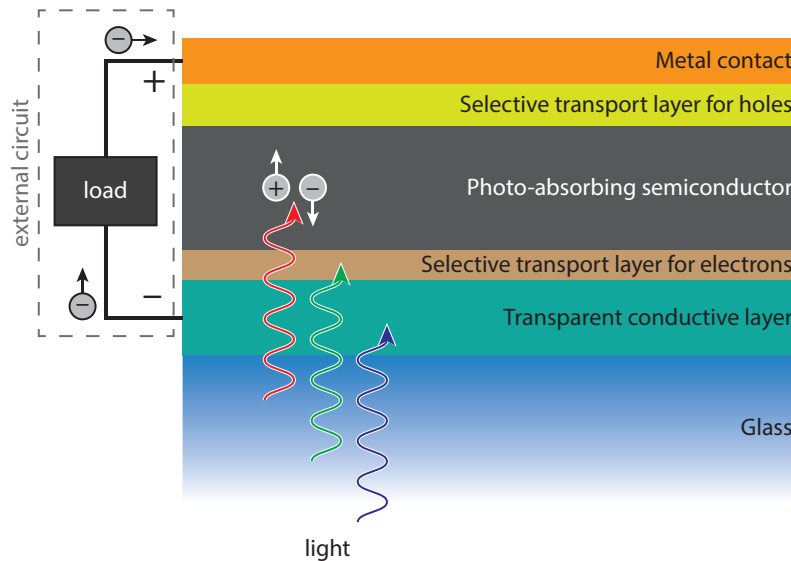 Metal contact
+
Selective transport layer for holes
external circuit
load
+ −
Photo-absorbing semiconductor
Selective transport layer for electrons
−
Transparent conductive layer
Glass
light